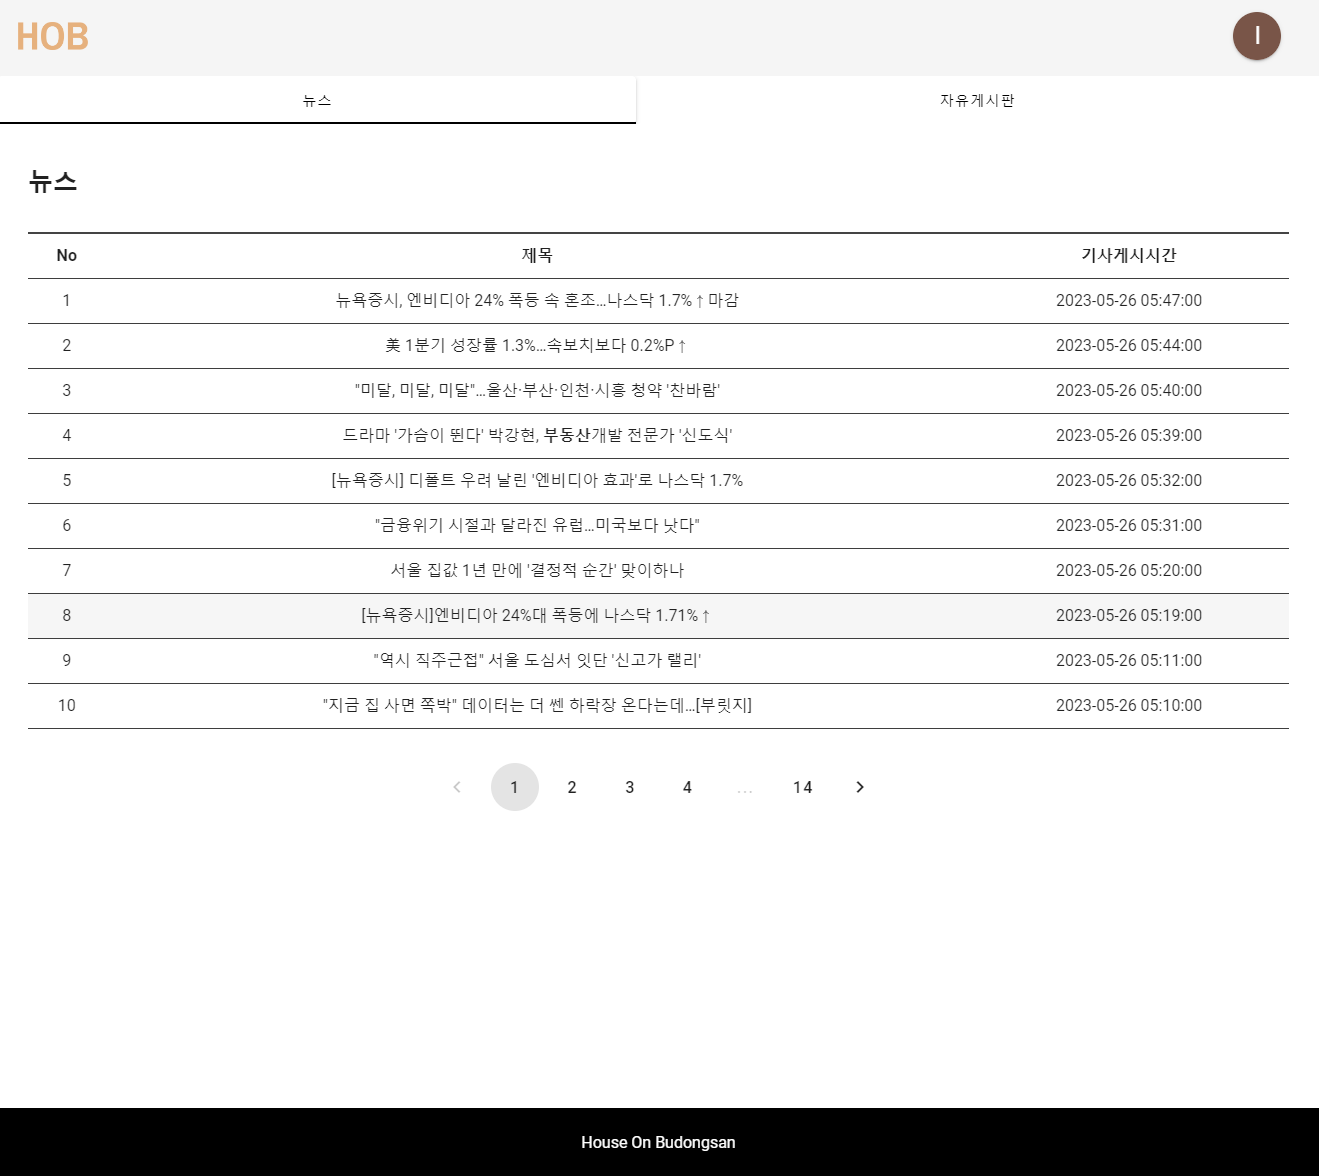 HOB
I
뉴스
자유게시판
뉴스
No 제목 기사게시시간
1 뉴욕증시, 엔비디아 24% 폭등 속 혼조…나스닥 1.7%↑마감 2023-05-26 05:47:00
2 美 1분기 성장률 1.3%…속보치보다 0.2%P↑ 2023-05-26 05:44:00
3 "미달, 미달, 미달"…울산·부산·인천·시흥 청약 '찬바람' 2023-05-26 05:40:00
4 드라마 '가슴이 뛴다' 박강현, 부동산개발 전문가 '신도식' 2023-05-26 05:39:00
5 [뉴욕증시] 디폴트 우려 날린 '엔비디아 효과'로 나스닥 1.7% 2023-05-26 05:32:00
6 "금융위기 시절과 달라진 유럽…미국보다 낫다" 2023-05-26 05:31:00
7 서울 집값 1년 만에 '결정적 순간' 맞이하나 2023-05-26 05:20:00
8 [뉴욕증시]엔비디아 24%대 폭등에 나스닥 1.71%↑ 2023-05-26 05:19:00
9 "역시 직주근접" 서울 도심서 잇단 '신고가 랠리' 2023-05-26 05:11:00
10 "지금 집 사면 쪽박" 데이터는 더 쎈 하락장 온다는데…[부릿지] 2023-05-26 05:10:00
1 2 3 4 ... 14
House On Budongsan